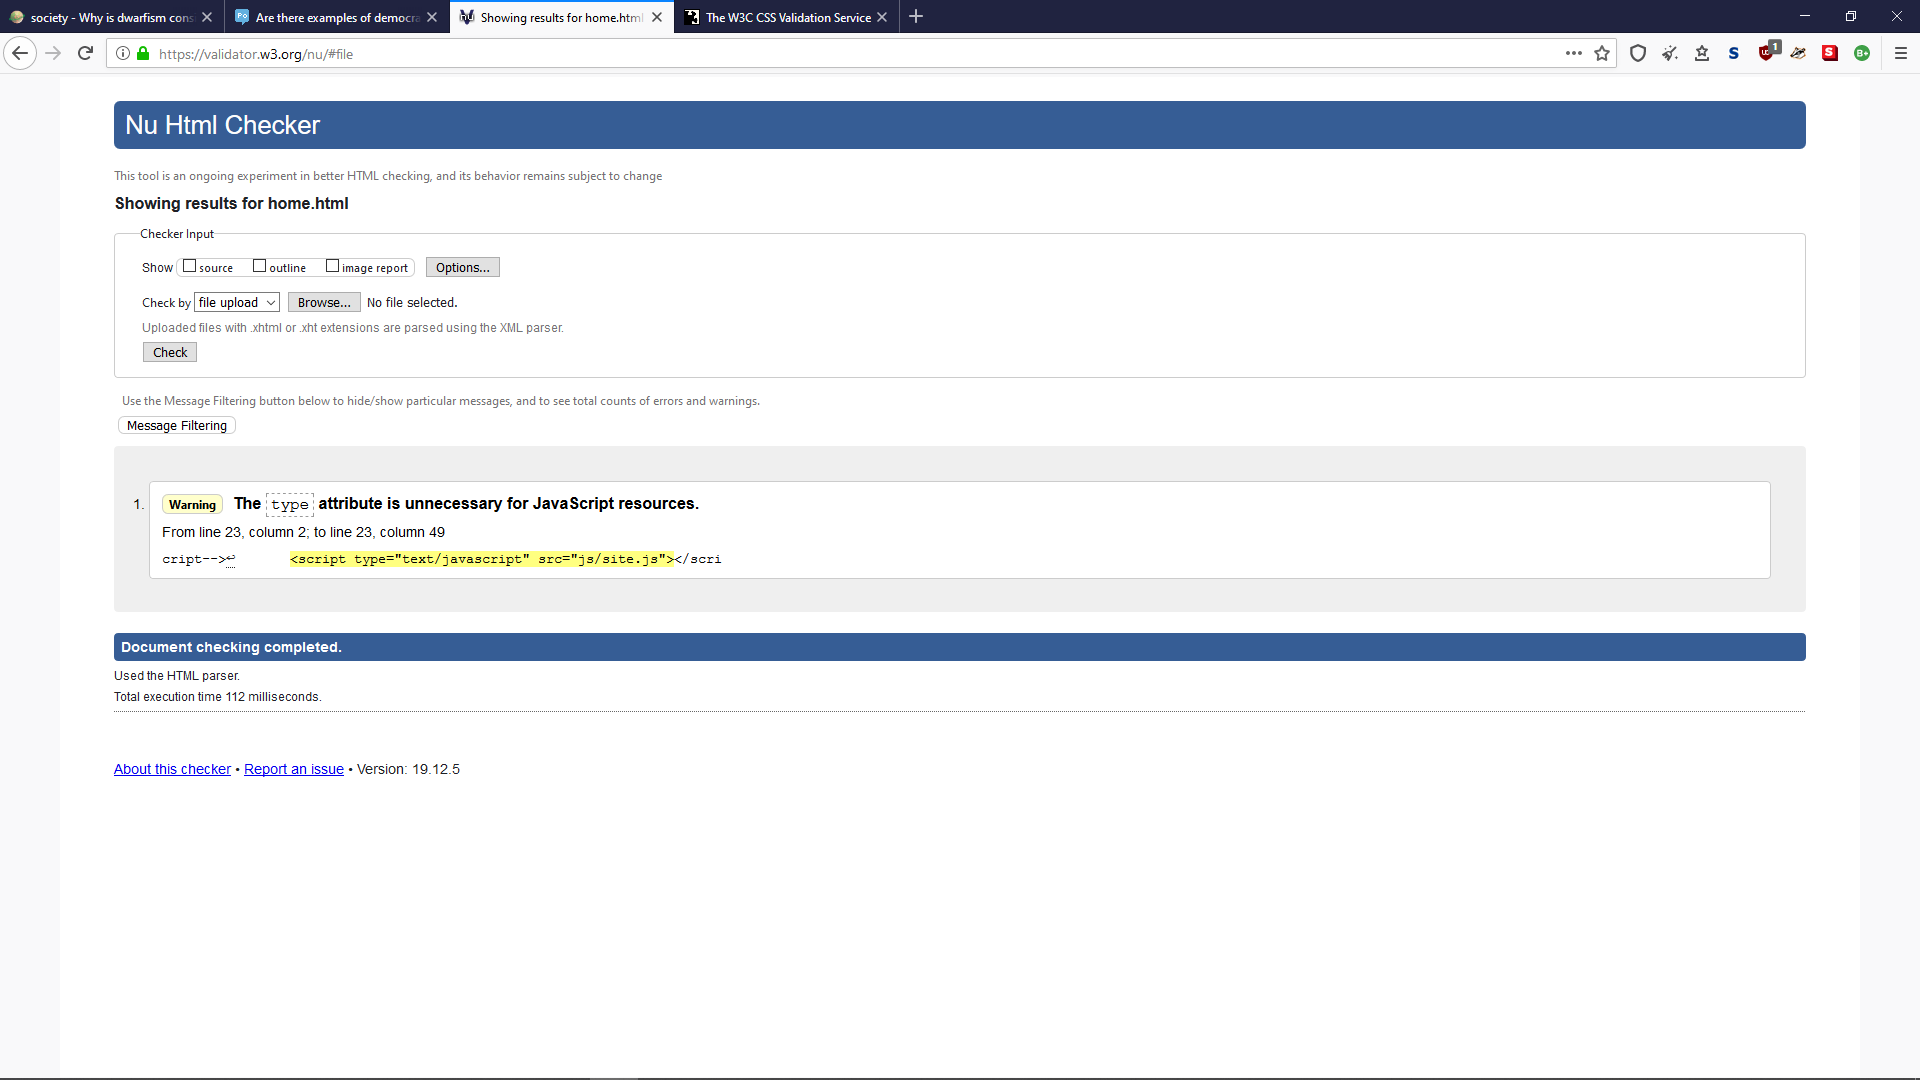 society - Why is dwarfism cons
Are there examples of democra
Showing results for home.html
The W3C CSS Validation Service
https://validator.w3.org/nu/#file
S
1
S
B+
Nu Html Checker
This tool is an ongoing experiment in better HTML checking, and its behavior remains subject to change
Showing results for home.html
Checker Input
Show source outline image report Options...
Check by file upload Browse... No file selected.
Uploaded files with .xhtml or .xht extensions are parsed using the XML parser.
Check
Use the Message Filtering button below to hide/show particular messages, and to see total counts of errors and warnings.
Message Filtering
1. Warning The type attribute is unnecessary for JavaScript resources.
From line 23, column 2; to line 23, column 49
cript-->↩ <script type="text/javascript" src="js/site.js"></scri
Document checking completed.
Used the HTML parser.
Total execution time 112 milliseconds.
About this checker • Report an issue • Version: 19.12.5